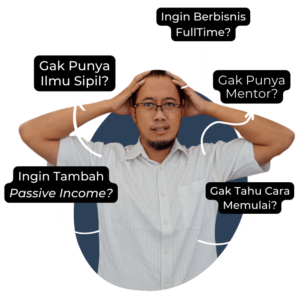 Ingin Berbisnis
FullTime?
Gak Punya
Ilmu Sipil?
Gak Punya
Mentor?
Ingin Tambah
Passive Income?
Gak Tahu Cara
Memulai?